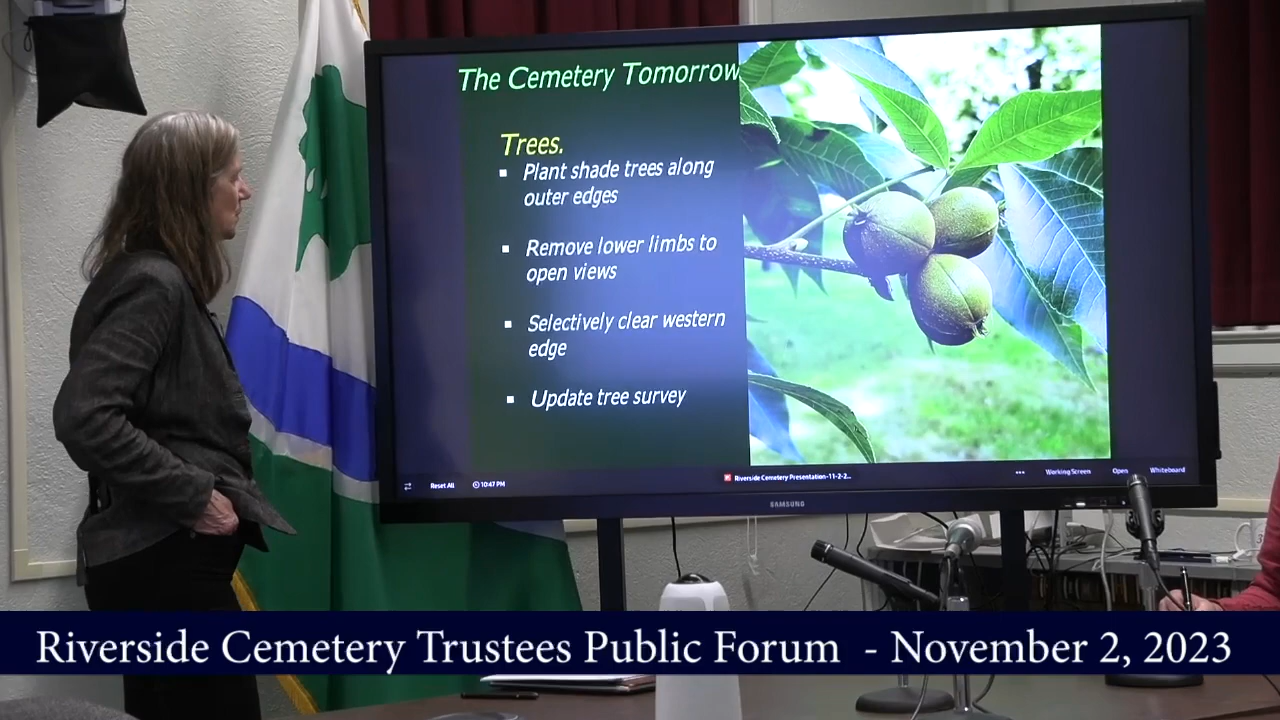 The Cemetery Tomorrow
Trees.
▪ Plant shade trees along
outer edges
▪ Remove lower limbs to
open views
▪ Selectively clear western
edge
▪ Update tree survey
Reset All
10:47 PM
Riverside Cemetery Presentation-11-2-2...
Working Screen
Open
Whiteboard
SAMSUNG
Riverside Cemetery Trustees Public Forum - November 2, 2023